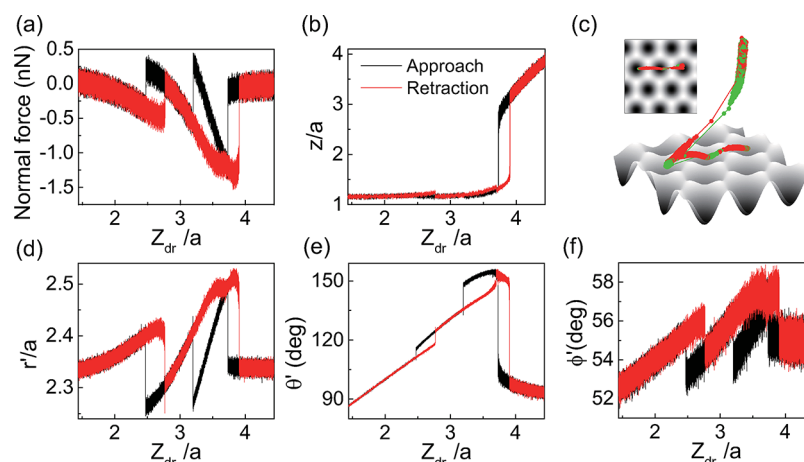 (a)
(b)
(c)
Normal force (nN)
0.5
0.0
-0.5
-1.0
-1.5
2
3
4
Z_dr /a
z/a
4
3
2
1
Approach
Retraction
2
3
4
Z_dr /a
(d)
(e)
(f)
r'/a
2.5
2.4
2.3
2
3
4
Z_dr /a
θ' (deg)
150
120
90
2
3
4
Z_dr /a
ϕ'(deg)
58
56
54
52
2
3
4
Z_dr /a